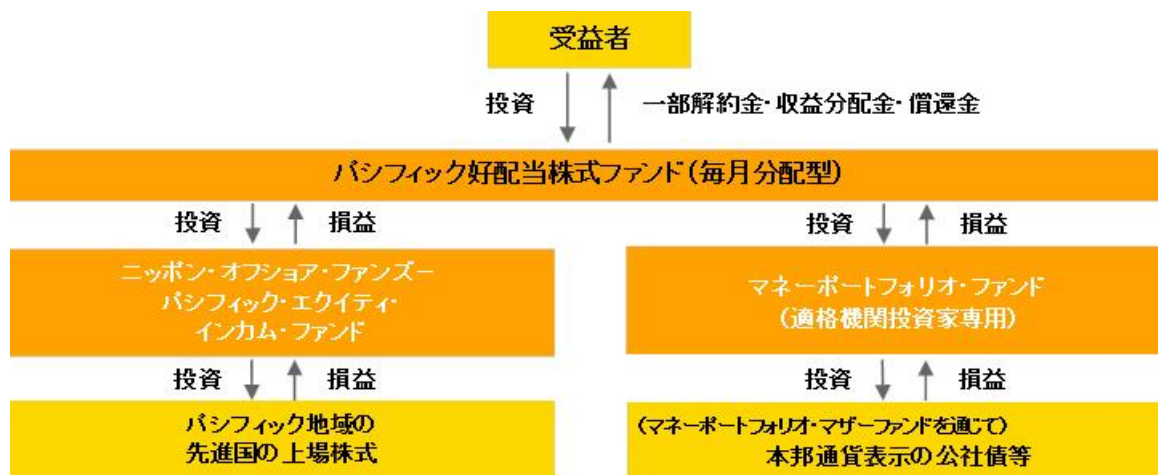 受益者
投資
一部解約金・収益分配金・償還金
パシフィック好配当株式ファンド(毎月分配型)
投資
損益
投資
損益
ニッポン・オフショア・ファンズー
パシフィック・エクイティ・
インカム・ファンド
マネーポートフォリオ・ファンド
(適格機関投資家専用)
投資
損益
投資
損益
パシフィック地域の
先進国の上場株式
(マネーポートフォリオ・マザーファンドを通じて)
本邦通貨表示の公社債等